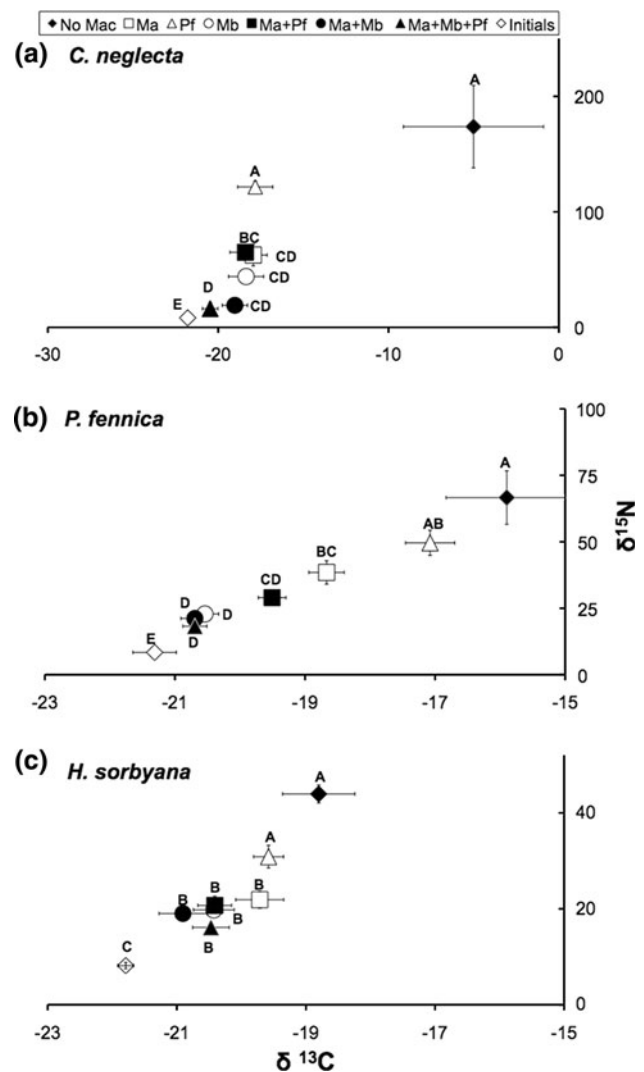 No Mac Ma Pf Mb Ma+Pf Ma+Mb Ma+Mb+Pf Initials
(a) C. neglecta
A
200
A
BC
CD
100
D
CD
E
CD
0
-30 -20 -10 0
(b) P. fennica
100
A
75
AB
δ15N
BC
50
CD
D
D
25
E
D
0
-23 -21 -19 -17 -15
(c) H. sorbyana
A
40
A
B
B
B
20
B
C
B
0
-23 -21 -19 -17 -15
δ 13C